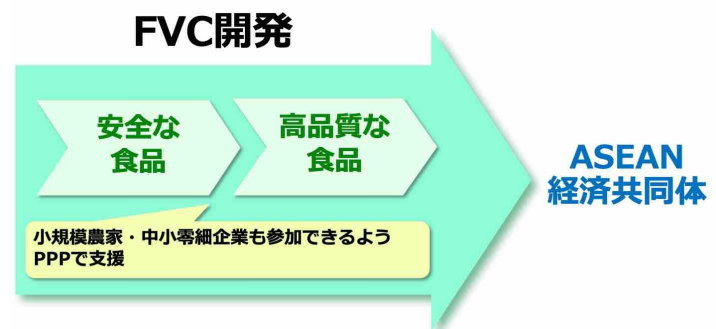 FVC開発
安全な
食品
高品質な
食品
小規模農家・中小零細企業も参加できるよう
PPPで支援
ASEAN
経済共同体